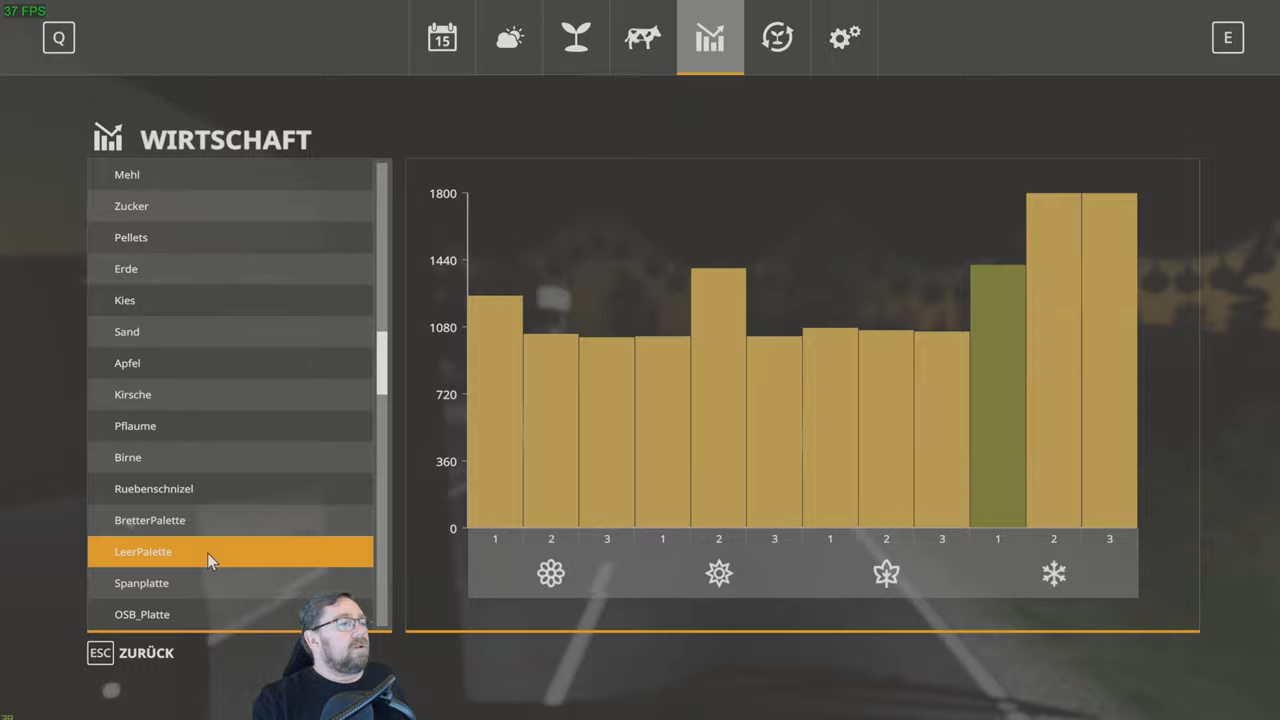 37 FPS
Q
15
E
WIRTSCHAFT
Mehl
Zucker
Pellets
Erde
Kies
Sand
Apfel
Kirsche
Pflaume
Birne
Ruebenschnizel
BretterPalette
LeerPalette
Spanplatte
OSB_Platte
1800
1440
1080
720
360
0
1 2 3 1 2 3 1 2 3 1 2 3
ESC ZURÜCK